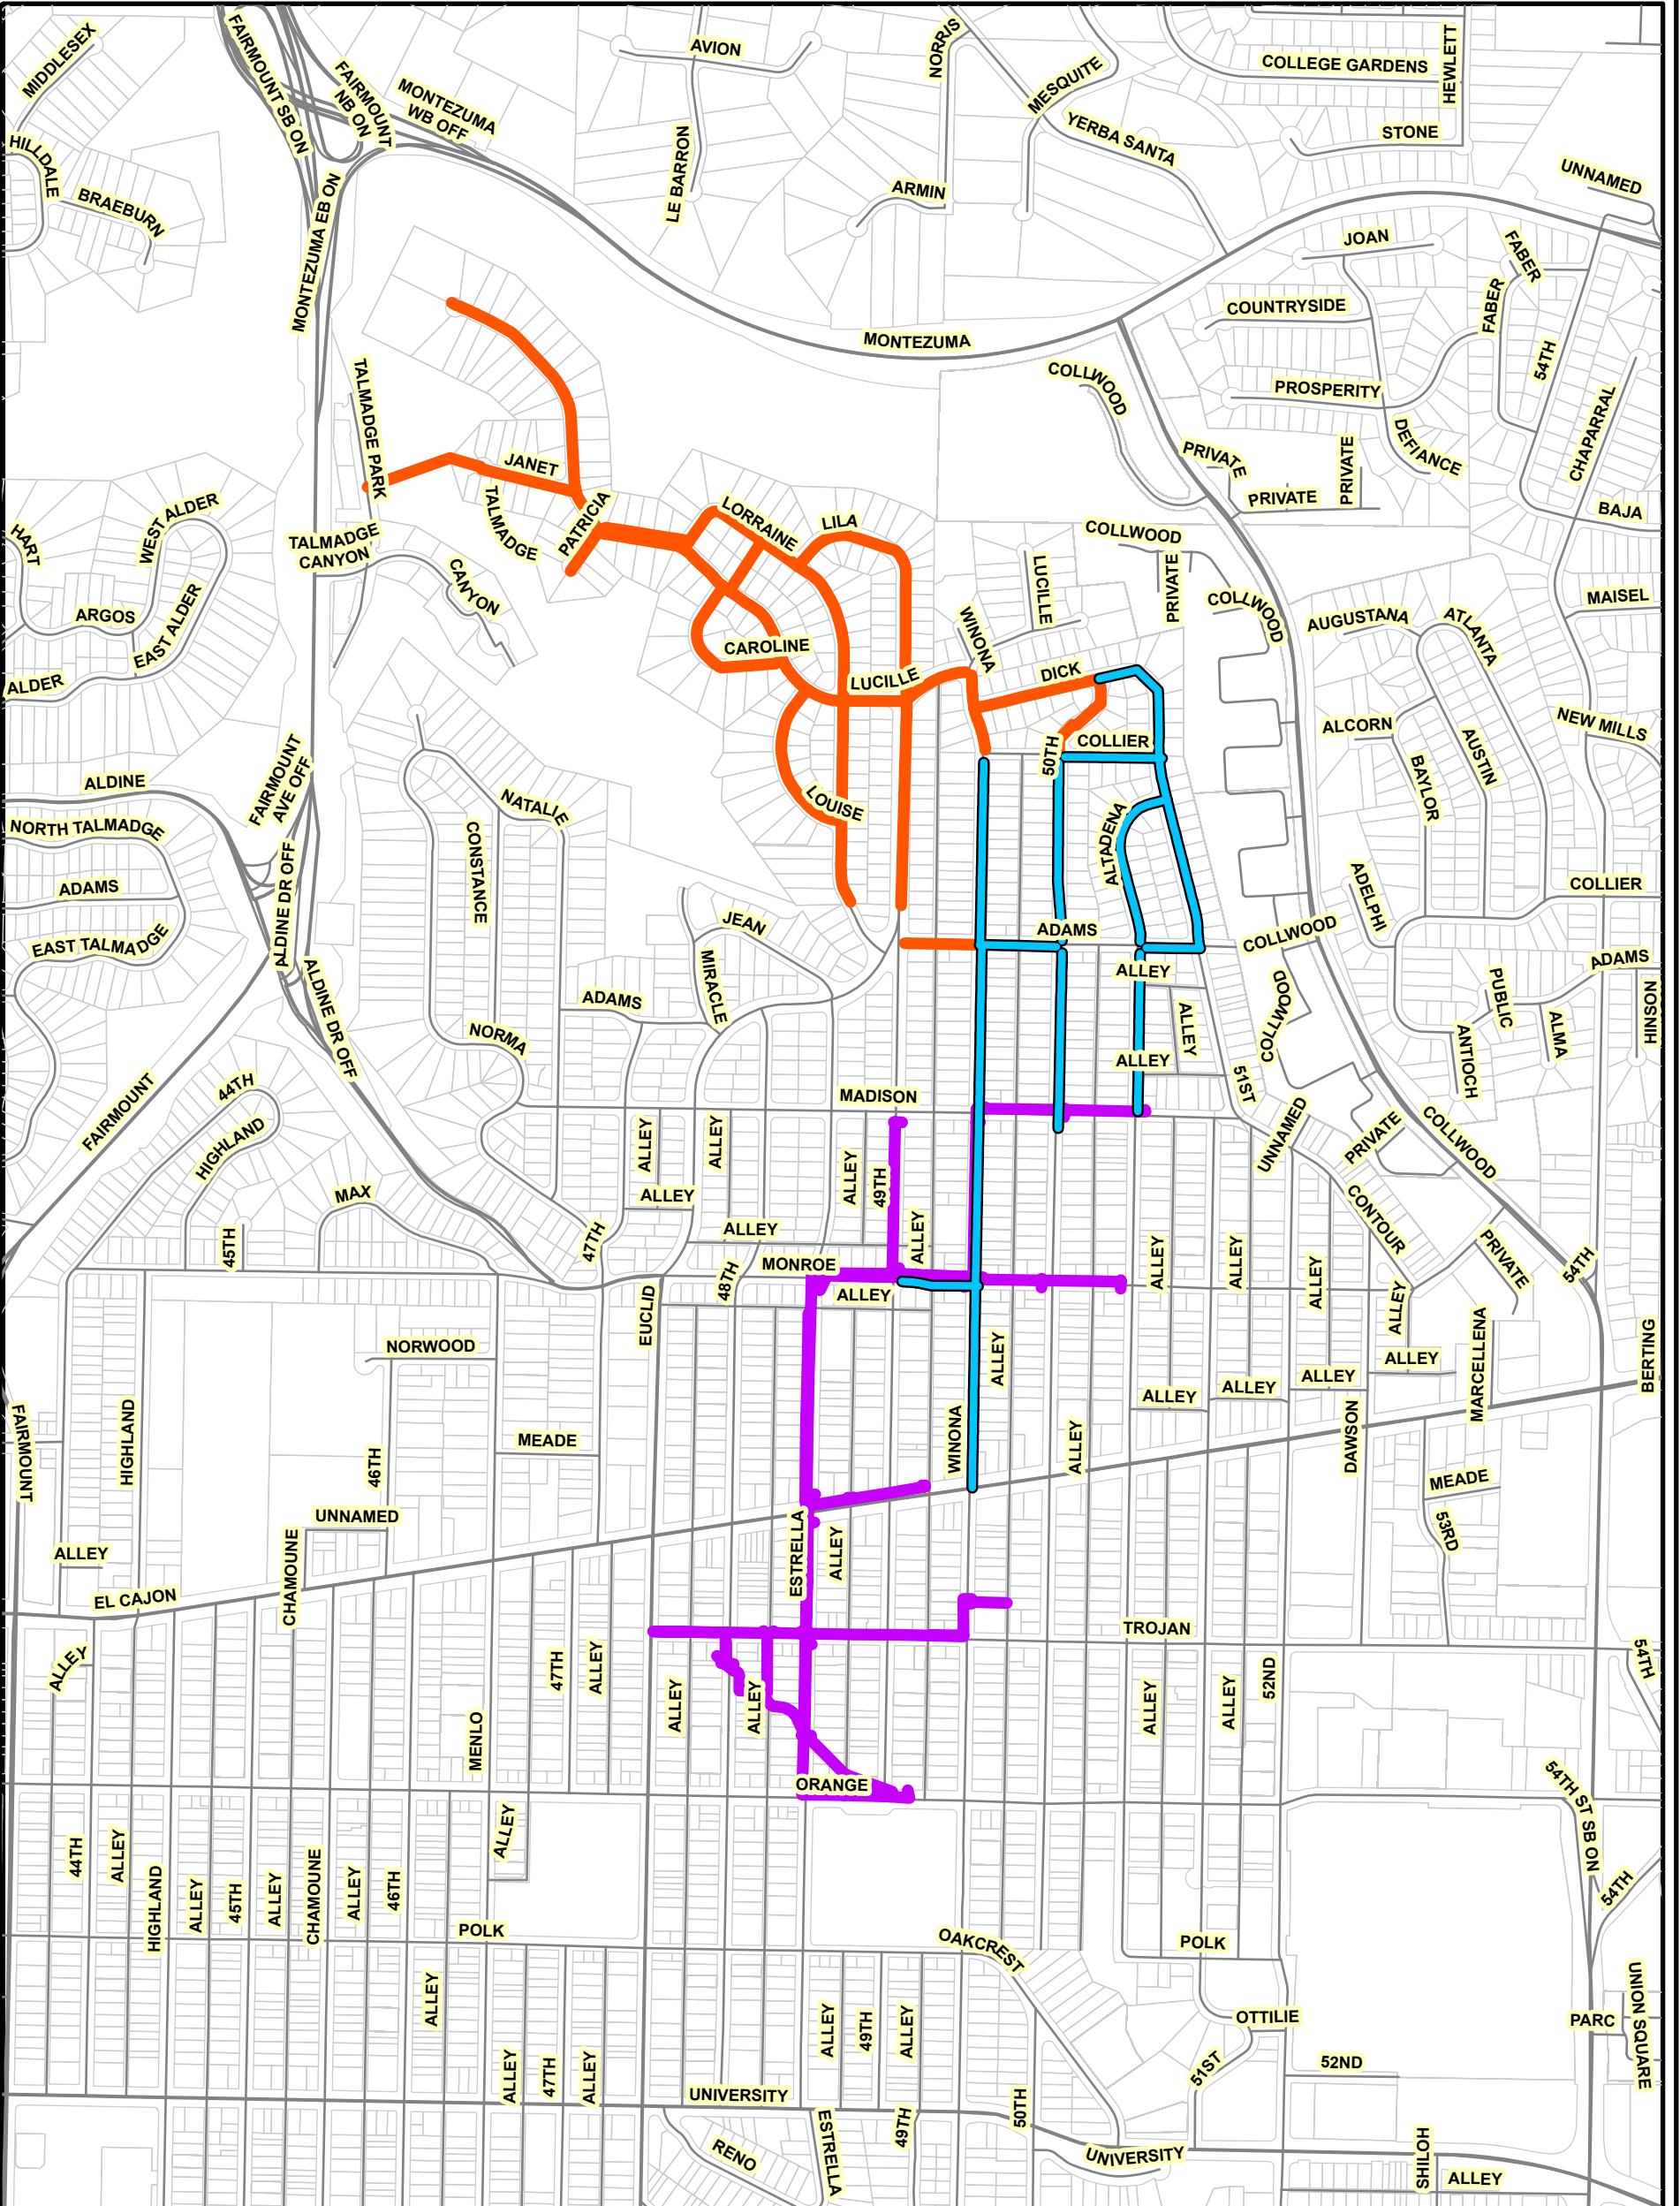 MIDDLESEX
FAIRMOUNT SB ON
FAIRMOUNT
NB ON
MONTEZUMA
WB OFF
AVION
NORRIS
MESQUITE
COLLEGE GARDENS
HEWLETT
STONE
YERBA SANTA
UNNAMED
HILLDALE
BRAEBURN
LE BARRON
ARMIN
MONTEZUMA EB ON
JOAN
FABER
COUNTRYSIDE
FABER
MONTEZUMA
54TH
TALMADGE PARK
COLLWOOD
PROSPERITY
CHAPARRAL
DEFIANCE
PRIVATE
PRIVATE
PRIVATE
JANET
TALMADGE
PATRICIA
LORRAINE
LILA
BAJA
WEST ALDER
HART
TALMADGE
CANYON
CANYON
COLLWOOD
PRIVATE
LUCILLE
COLLWOOD
MAISEL
ARGOS
EAST ALDER
WINONA
AUGUSTANA
ATLANTA
CAROLINE
ALDER
LUCILLE
DICK
ALCORN
NEW MILLS
COLLIER
50TH
AUSTIN
BAYLOR
ALDINE
FAIRMOUNT
AVE OFF
NATALIE
LOUISE
NORTH TALMADGE
CONSTANCE
ALTADENA
ADAMS
ADELPHI
COLLIER
EAST TALMADGE
ALDINE DR OFF
JEAN
ADAMS
COLLWOOD
ADAMS
ALLEY
MIRACLE
ALDINE DR OFF
ADAMS
COLLWOOD
PUBLIC
HINSON
NORMA
ALLEY
ALMA
ALLEY
ANTIOCH
44TH
51ST
FAIRMOUNT
MADISON
HIGHLAND
ALLEY
ALLEY
UNNAMED
PRIVATE
COLLWOOD
ALLEY
49TH
MAX
ALLEY
CONTOUR
45TH
47TH
ALLEY
ALLEY
ALLEY
ALLEY
ALLEY
PRIVATE
54TH
MONROE
48TH
ALLEY
ALLEY
EUCLID
NORWOOD
ALLEY
ALLEY
MARCELLENA
BERTING
ALLEY
ALLEY
ALLEY
FAIRMOUNT
HIGHLAND
46TH
MEADE
WINONA
ALLEY
DAWSON
MEADE
UNNAMED
ESTRELLA
ALLEY
53RD
ALLEY
CHAMOUNE
EL CAJON
TROJAN
ALLEY
47TH
ALLEY
54TH
ALLEY
ALLEY
ALLEY
ALLEY
52ND
MENLO
ORANGE
54TH ST SB ON
44TH
ALLEY
ALLEY
HIGHLAND
ALLEY
45TH
ALLEY
CHAMOUNE
ALLEY
46TH
54TH
POLK
OAKCREST
POLK
ALLEY
ALLEY
49TH
ALLEY
OTTILIE
PARC
UNION SQUARE
ALLEY
47TH
ALLEY
51ST
52ND
UNIVERSITY
50TH
ESTRELLA
49TH
RENO
UNIVERSITY
SHILOH
ALLEY